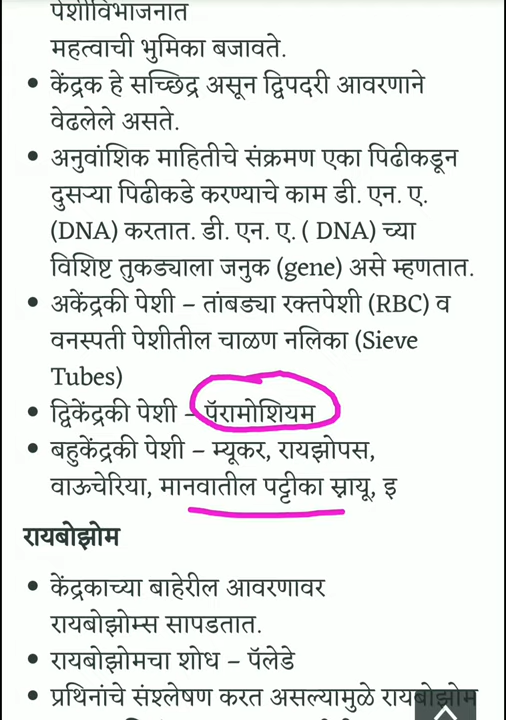 पेशीविभाजनात
महत्वाची भुमिका बजावते.
• केंद्रक हे सच्छिद्र असून द्विपदरी आवरणाने
वेढलेले असते.
• अनुवांशिक माहितीचे संक्रमण एका पिढीकडून
दुसऱ्या पिढीकडे करण्याचे काम डी. एन. ए.
(DNA) करतात. डी. एन. ए. ( DNA) च्या
विशिष्ट तुकड्याला जनुक (gene) असे म्हणतात.
• अकेंद्रकी पेशी – तांबड्या रक्तपेशी (RBC) व
वनस्पती पेशीतील चाळण नलिका (Sieve
Tubes)
• द्विकेंद्रकी पेशी – पॅरामोशियम
• बहुकेंद्रकी पेशी – म्यूकर, रायझोपस,
वाऊचेरिया, मानवातील पट्टीका स्नायू, इ
रायबोझोम
• केंद्रकाच्या बाहेरील आवरणावर
रायबोझोम्स सापडतात.
• रायबोझोमचा शोध – पॅलेडे
• प्रथिनांचे संश्लेषण करत असल्यामुळे रायबोझोम